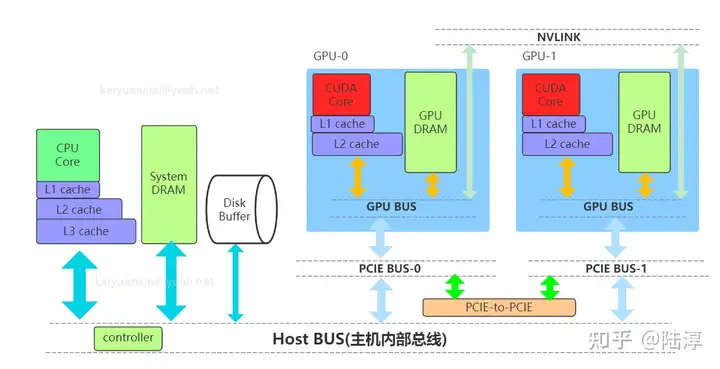 NVLINK
GPU-0
GPU-1
kaiyuanxie@yeah.net
CUDA
Core
GPU
DRAM
L1 cache
L2 cache
CUDA
Core
GPU
DRAM
L1 cache
L2 cache
CPU
Core
L1 cache
L2 cache
L3 cache
System
DRAM
Disk
Buffer
GPU BUS
GPU BUS
kaiyuanxie@yeah.net
PCIE BUS-0
PCIE BUS-1
PCIE-to-PCIE
controller
Host BUS(主机内部总线)
知乎 @陆淳